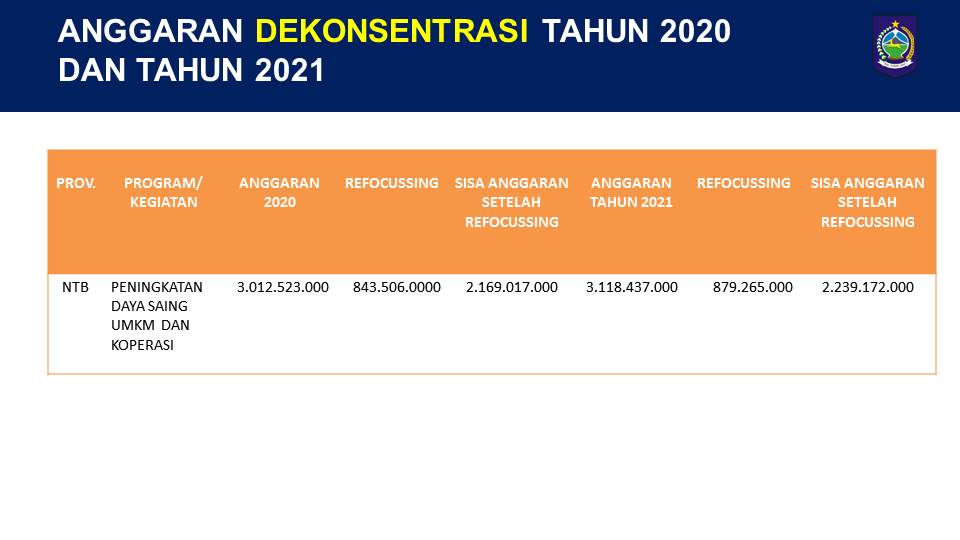 ANGGARAN DEKONSENTRASI TAHUN 2020
DAN TAHUN 2021
PROV.
PROGRAM/
KEGIATAN
ANGGARAN
2020
REFOCUSSING
SISA ANGGARAN
SETELAH
REFOCUSSING
ANGGARAN
TAHUN 2021
REFOCUSSING
SISA ANGGARAN
SETELAH
REFOCUSSING
NTB
PENINGKATAN
DAYA SAING
UMKM DAN
KOPERASI
3.012.523.000
843.506.0000
2.169.017.000
3.118.437.000
879.265.000
2.239.172.000